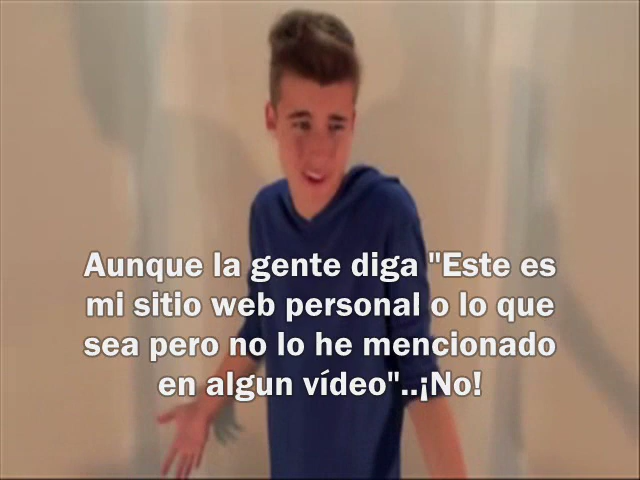 Aunque la gente diga "Este es
mi sitio web personal o lo que
sea pero no lo he mencionado
en algun vídeo"..¡No!